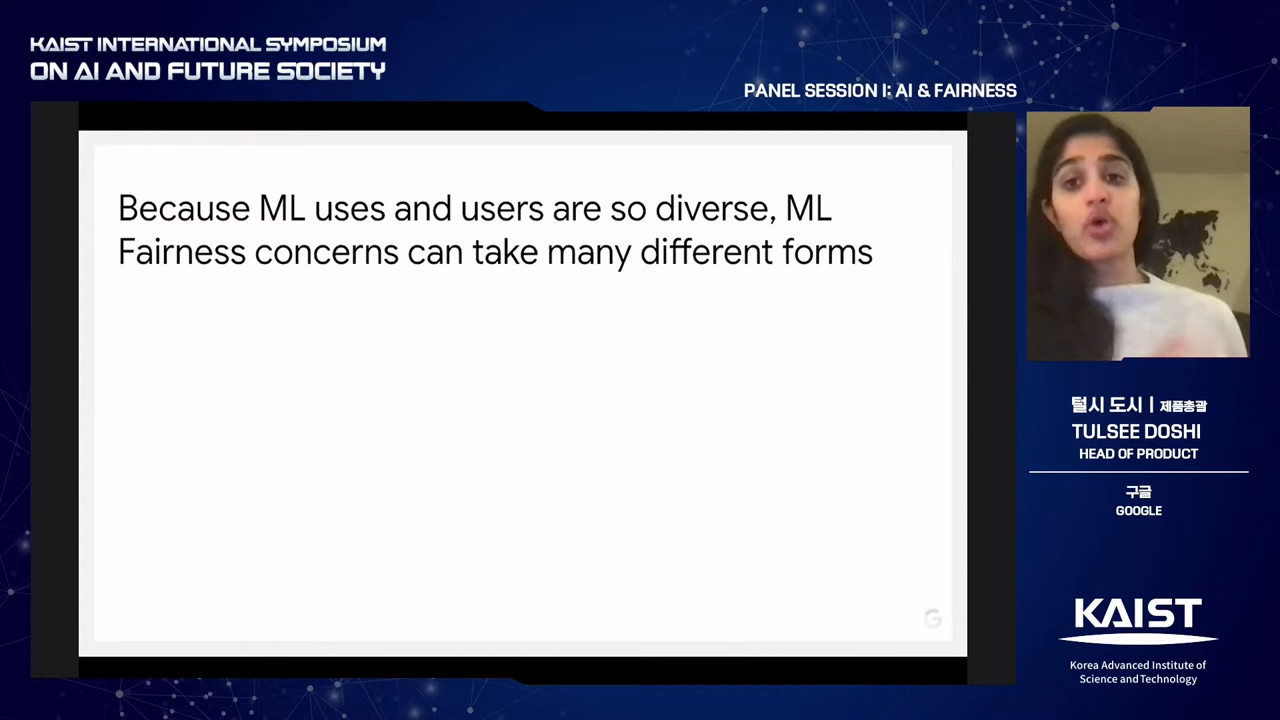 KAIST INTERNATIONAL SYMPOSIUM
ON AI AND FUTURE SOCIETY
PANEL SESSION I: AI & FAIRNESS
Because ML uses and users are so diverse, ML
Fairness concerns can take many different forms
G
털시 도시 | 제품총괄
TULSEE DOSHI
HEAD OF PRODUCT
구글
GOOGLE
KAIST
Korea Advanced Institute of
Science and Technology